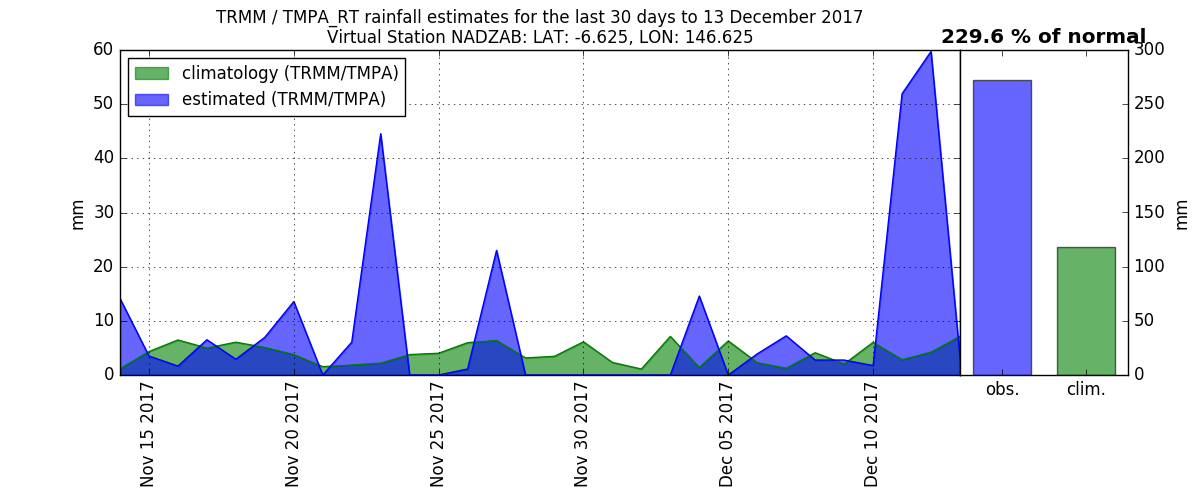 TRMM / TMPA_RT rainfall estimates for the last 30 days to 13 December 2017
Virtual Station NADZAB: LAT: -6.625, LON: 146.625
229.6 % of normal
climatology (TRMM/TMPA)
estimated (TRMM/TMPA)
60
50
40
30
20
10
0
mm
300
250
200
150
100
50
0
mm
Nov 15 2017
Nov 20 2017
Nov 25 2017
Nov 30 2017
Dec 05 2017
Dec 10 2017
obs.
clim.